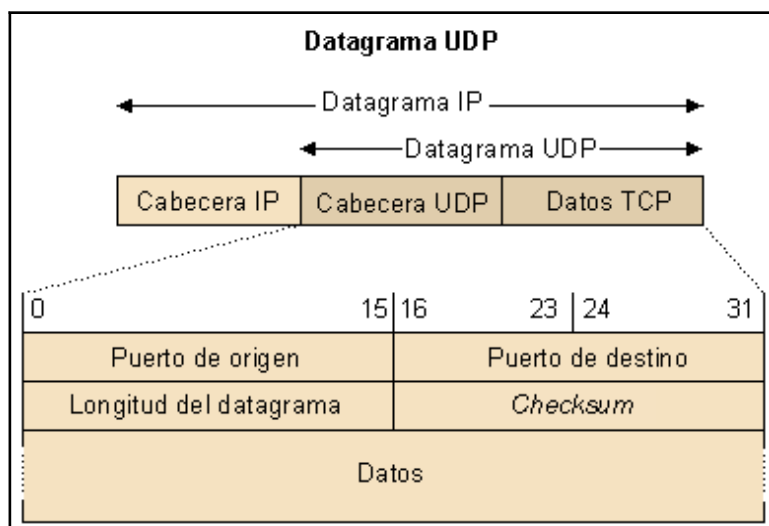 Datagrama UDP
Datagrama IP
Datagrama UDP
Cabecera IP Cabecera UDP Datos TCP
0 15 16 23 24 31
Puerto de origen Puerto de destino
Longitud del datagrama Checksum
Datos